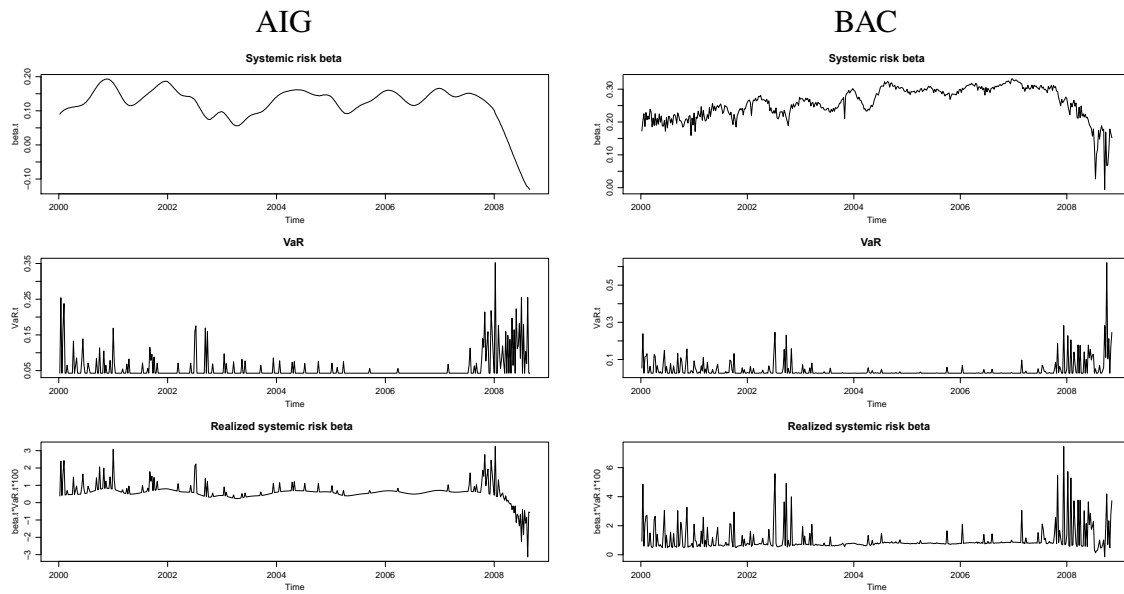 AIG
Systemic risk beta
beta.t
−0.10 0.00 0.10 0.20
2000 2002 2004 2006 2008
Time
VaR
VaR.t
0.05 0.15 0.25 0.35
2000 2002 2004 2006 2008
Time
Realized systemic risk beta
beta.t*VaR.t*100
−3 −2 −1 0 1 2 3
2000 2002 2004 2006 2008
Time
BAC
Systemic risk beta
beta.t
0.00 0.10 0.20 0.30
2000 2002 2004 2006 2008
Time
VaR
VaR.t
0.1 0.3 0.5
2000 2002 2004 2006 2008
Time
Realized systemic risk beta
beta.t*VaR.t*100
0 2 4 6
2000 2002 2004 2006 2008
Time